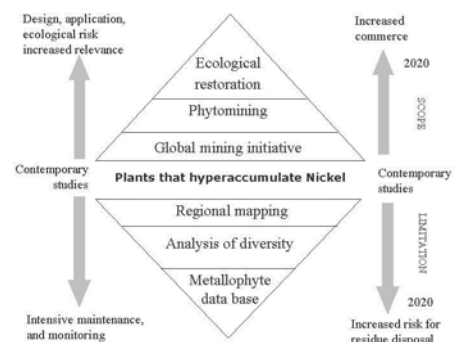 Design, application,
ecological risk
increased relevance
Increased
commerce
2020
SCOPE
Ecological
restoration
Phytomining
Global mining initiative
Contemporary
studies
Plants that hyperaccumulate Nickel
Contemporary
studies
Regional mapping
Analysis of diversity
Metallophyte
data base
LIMITATION
2020
Intensive maintenance,
and monitoring
Increased risk for
residue disposal